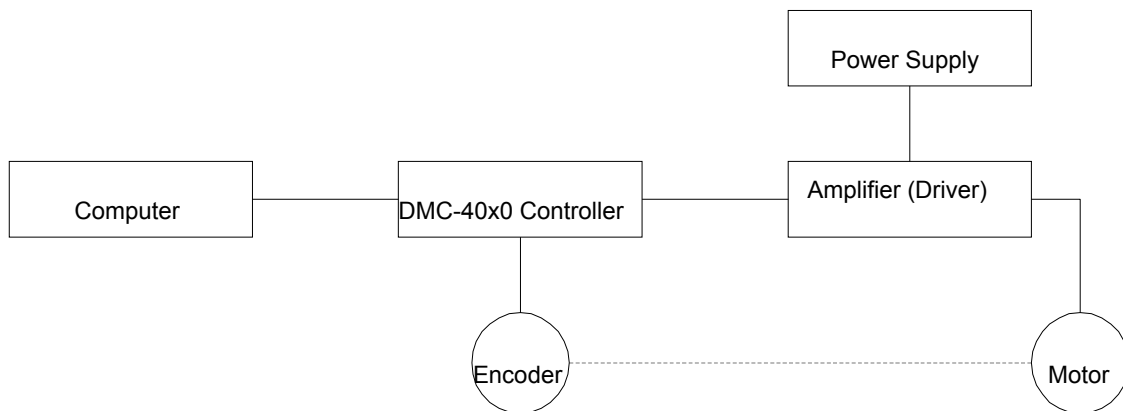 Power Supply
Computer
DMC-40x0 Controller
Amplifier (Driver)
Encoder
Motor